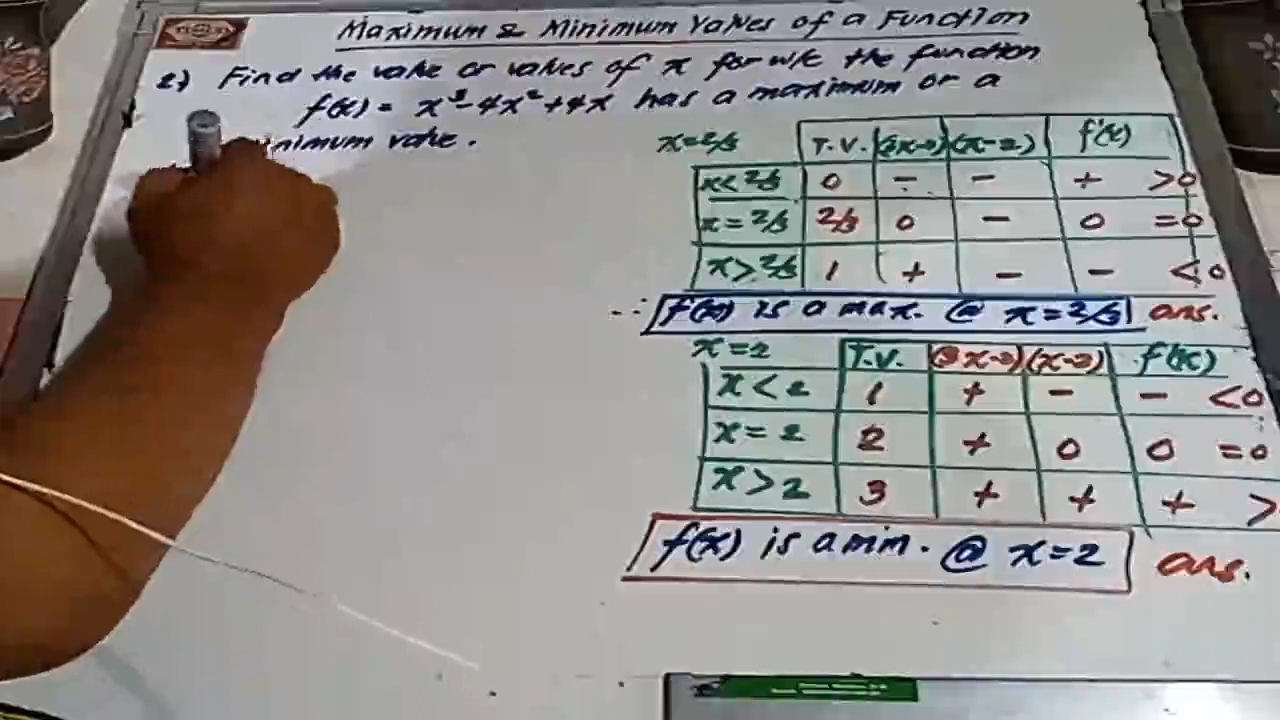 Maximum & Minimum Values of a Function
2) Find the value or values of x for w/c the function
f(x) = x³-4x²+4x has a maximum or a
inimum value.
x=2/3 T.V. (3x-2) (x-2) f'(x)
x<2/3 0 - - + >0
x=2/3 2/3 0 - 0 =0
x>2/3 1 + - - <0
∴ f(x) is a max. @ x=2/3 ans.
x=2 T.V. (3x-2) (x-2) f'(x)
x<2 1 + - - <0
x=2 2 + 0 0 =0
x>2 3 + + + >
f(x) is a min. @ x=2 ans.